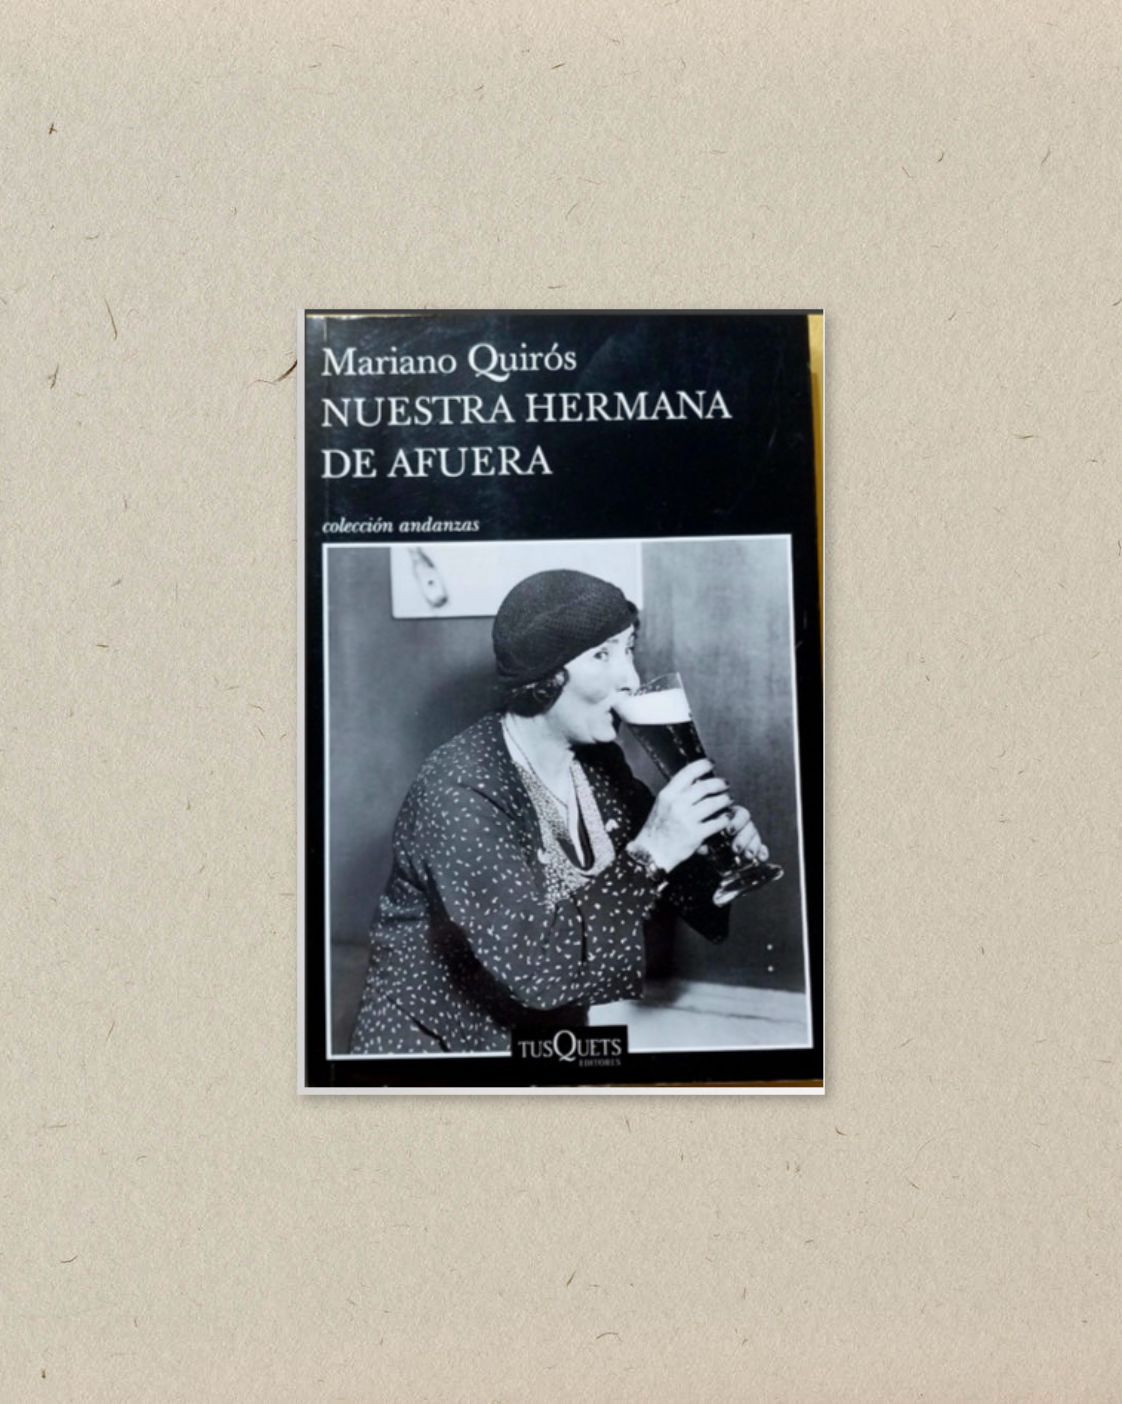 Mariano Quirós
NUESTRA HERMANA
DE AFUERA
colección andanzas
TUSQUETS
EDITORES